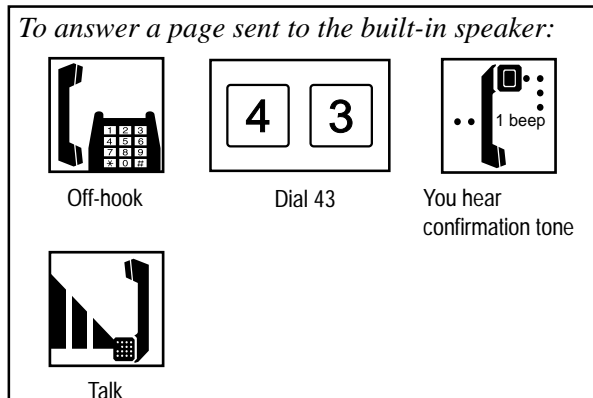 To answer a page sent to the built-in speaker:
1 2 3
4 5 6
7 8 9
* 0 #
Off-hook
4 3
Dial 43
1 beep
You hear
confirmation tone
Talk